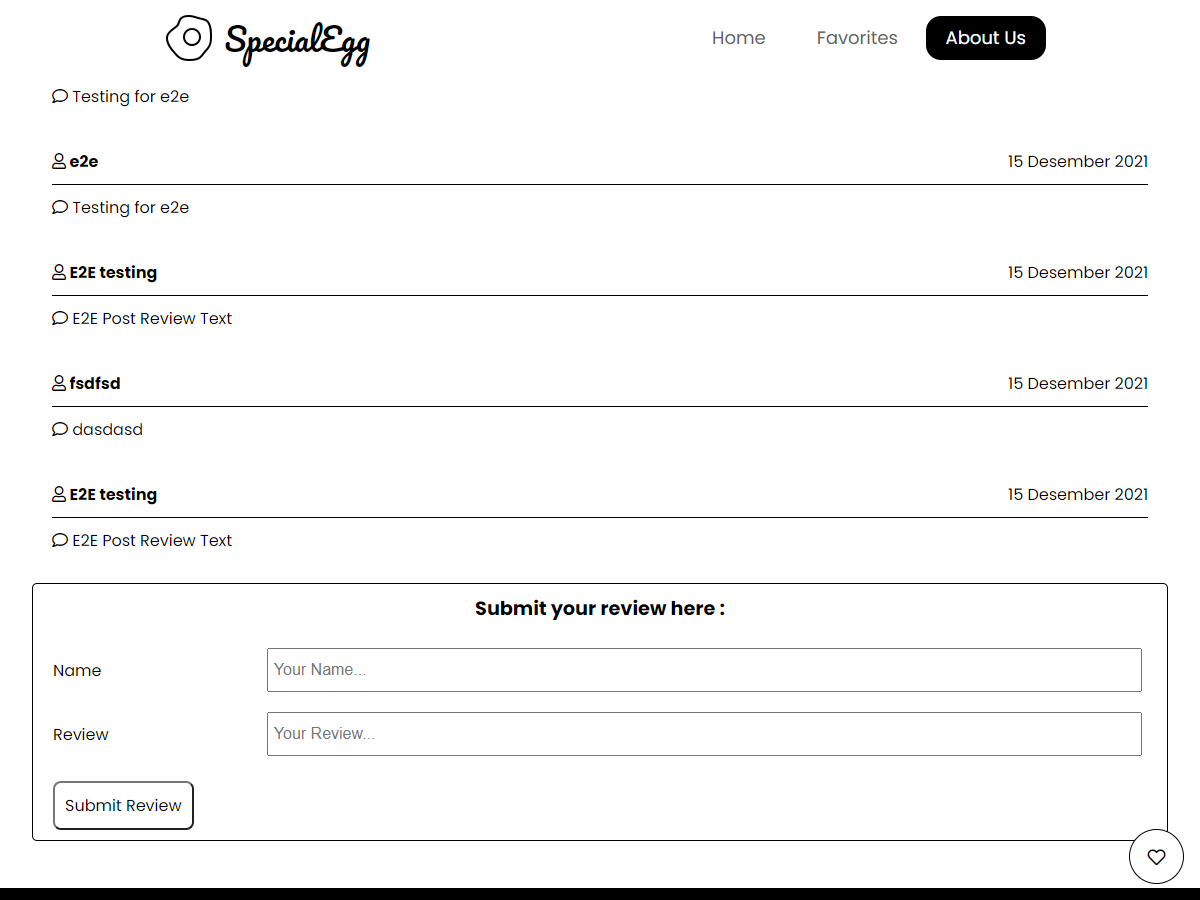 SpecialEgg
Home
Favorites
About Us
Testing for e2e
e2e
15 Desember 2021
Testing for e2e
E2E testing
15 Desember 2021
E2E Post Review Text
fsdfsd
15 Desember 2021
dasdasd
E2E testing
15 Desember 2021
E2E Post Review Text
Submit your review here :
Name
Your Name...
Review
Your Review...
Submit Review